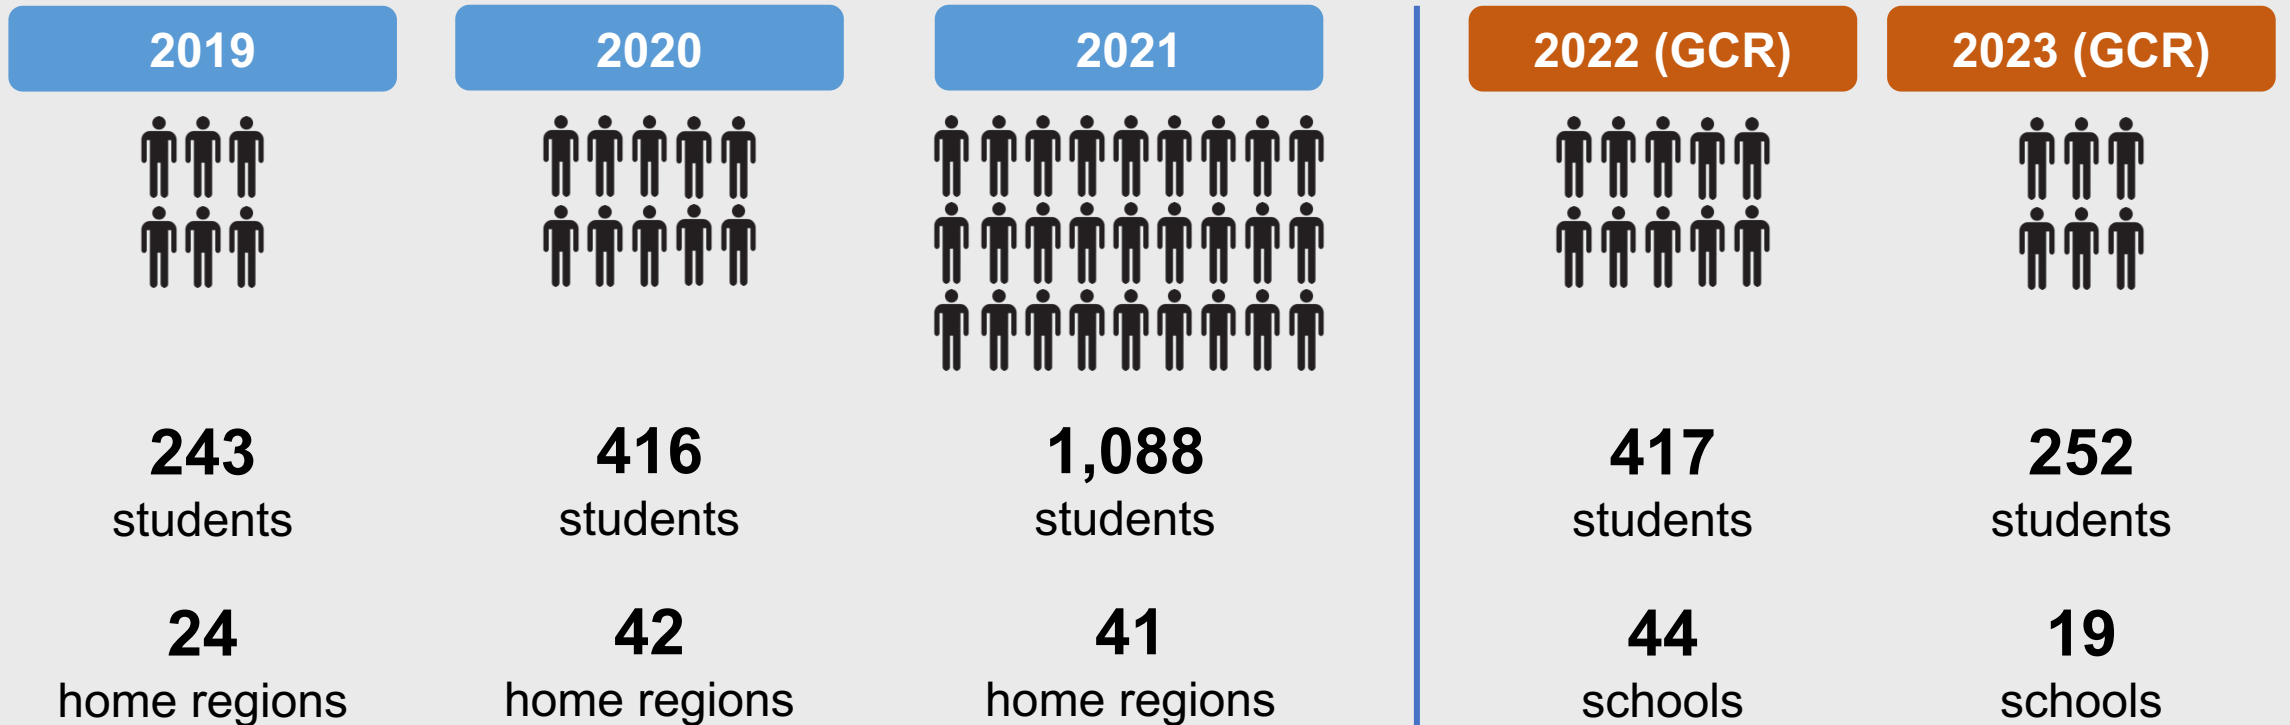 2019
2020
2021
2022 (GCR)
2023 (GCR)
243
students
416
students
1,088
students
417
students
252
students
24
home regions
42
home regions
41
home regions
44
schools
19
schools